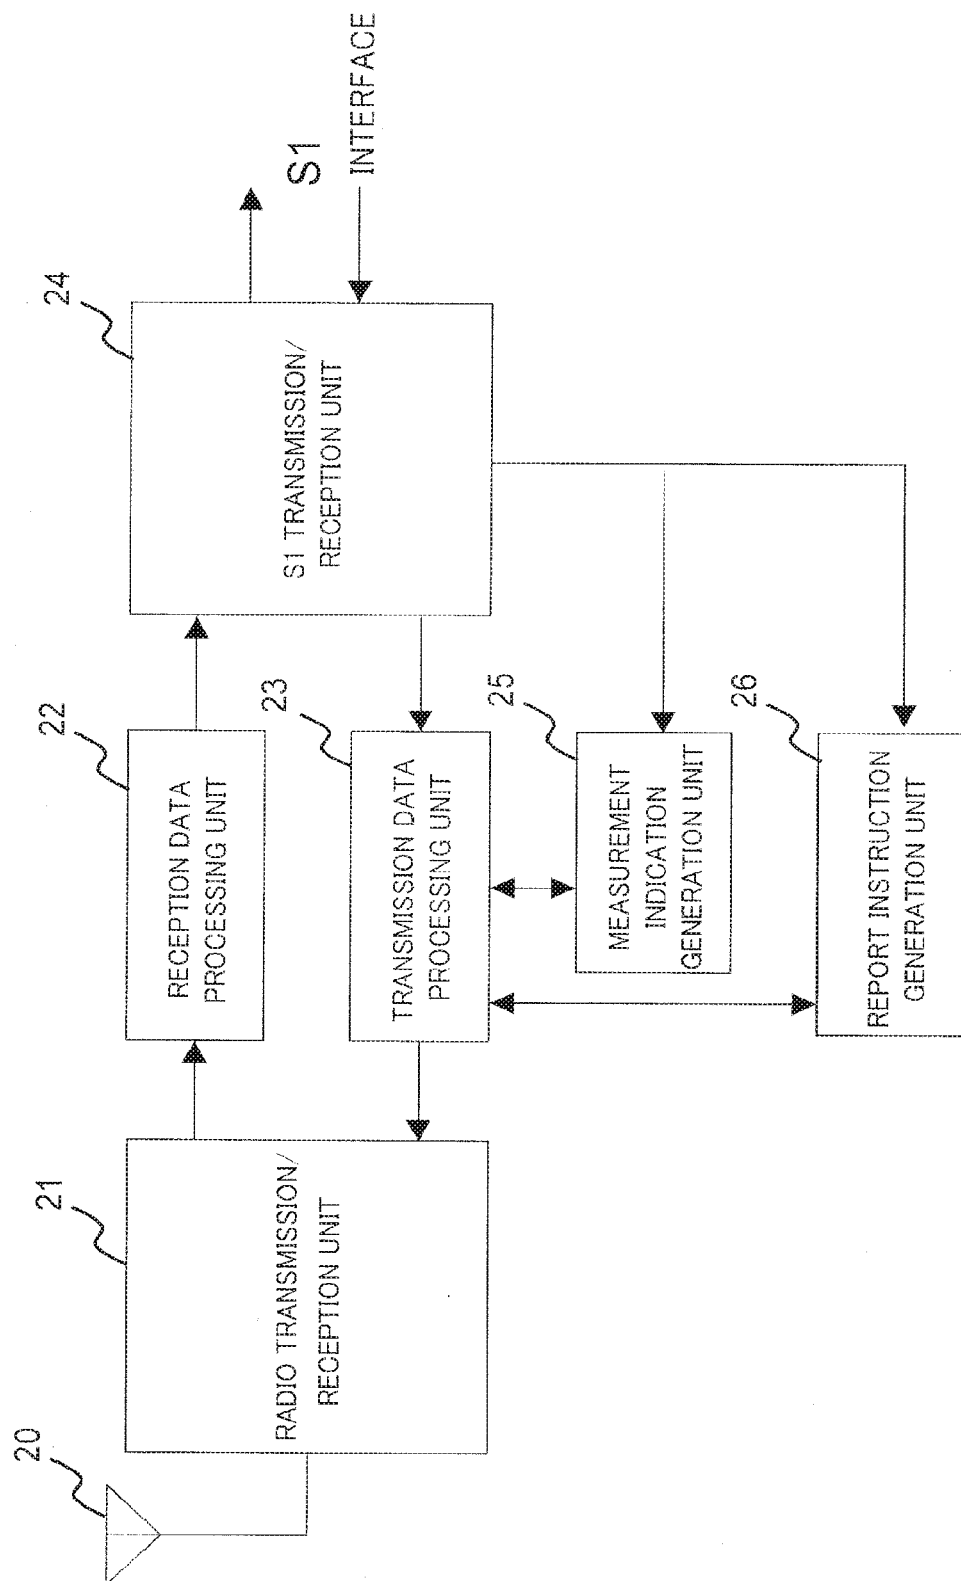 20
21
RADIO TRANSMISSION/
RECEPTION UNIT
22
RECEPTION DATA
PROCESSING UNIT
23
TRANSMISSION DATA
PROCESSING UNIT
25
MEASUREMENT
INDICATION
GENERATION UNIT
26
REPORT INSTRUCTION
GENERATION UNIT
24
S1 TRANSMISSION/
RECEPTION UNIT
S1
INTERFACE